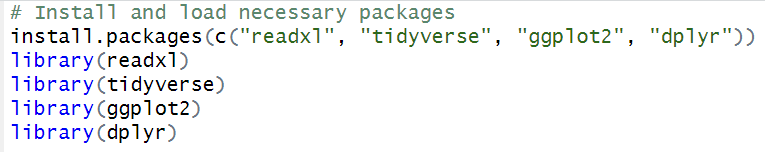 # Install and load necessary packages
install.packages(c("readxl", "tidyverse", "ggplot2", "dplyr"))
library(readxl)
library(tidyverse)
library(ggplot2)
library(dplyr)